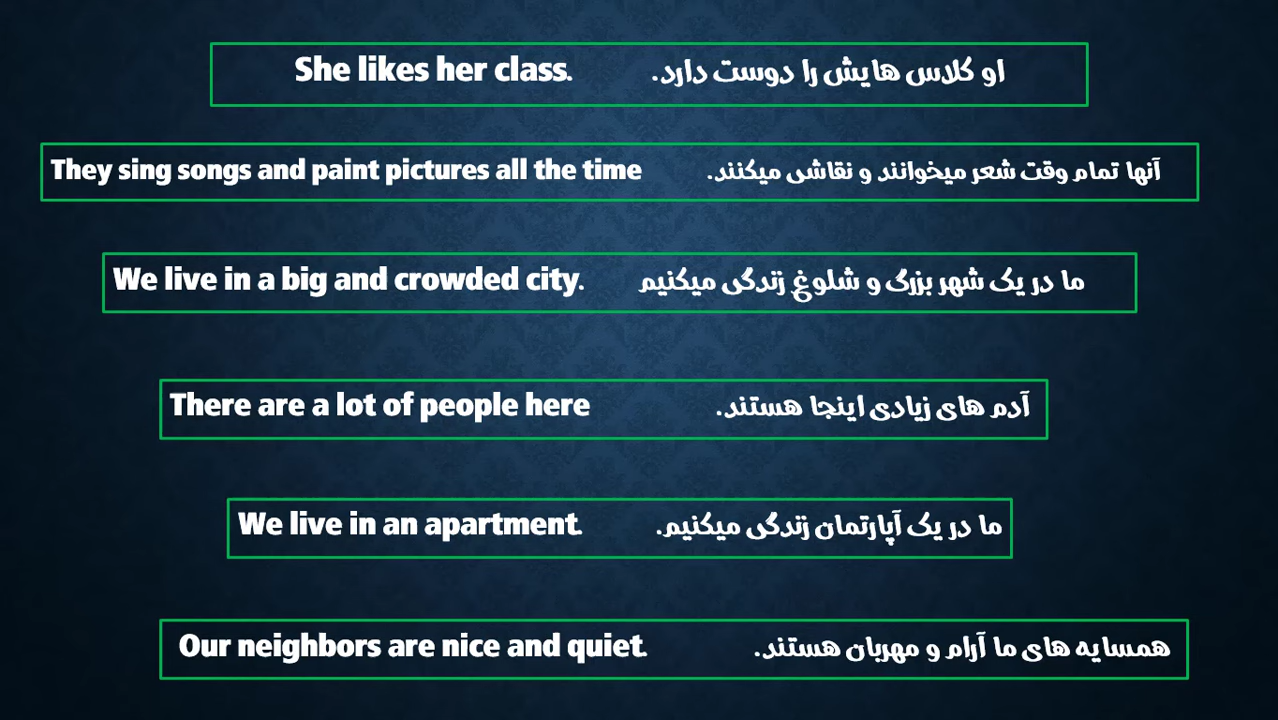 She likes her class. او کلاس هایش را دوست دارد.
They sing songs and paint pictures all the time آنها تمام وقت شعر میخوانند و نقاشی میکنند.
We live in a big and crowded city. ما در یک شهر بزرگ و شلوغ زندگی میکنیم
There are a lot of people here آدم های زیادی اینجا هستند.
We live in an apartment. ما در یک آپارتمان زندگی میکنیم.
Our neighbors are nice and quiet. همسایه های ما آرام و مهربان هستند.